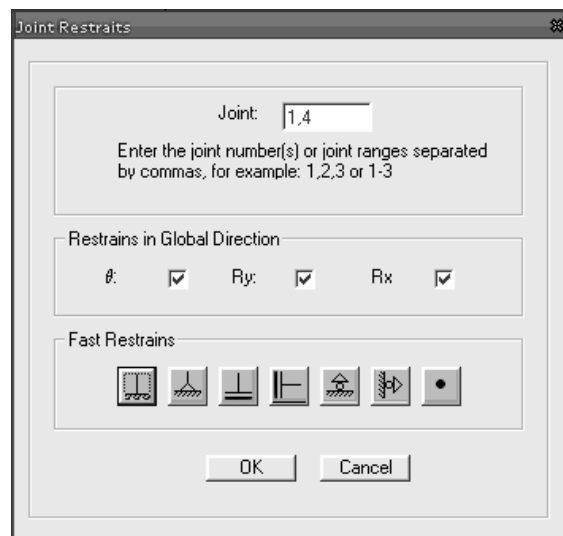 Joint Restraits
Joint: 1,4
Enter the joint number(s) or joint ranges separated
by commas, for example: 1,2,3 or 1-3
Restrains in Global Direction
θ: Ry: Rx
Fast Restrains
OK Cancel